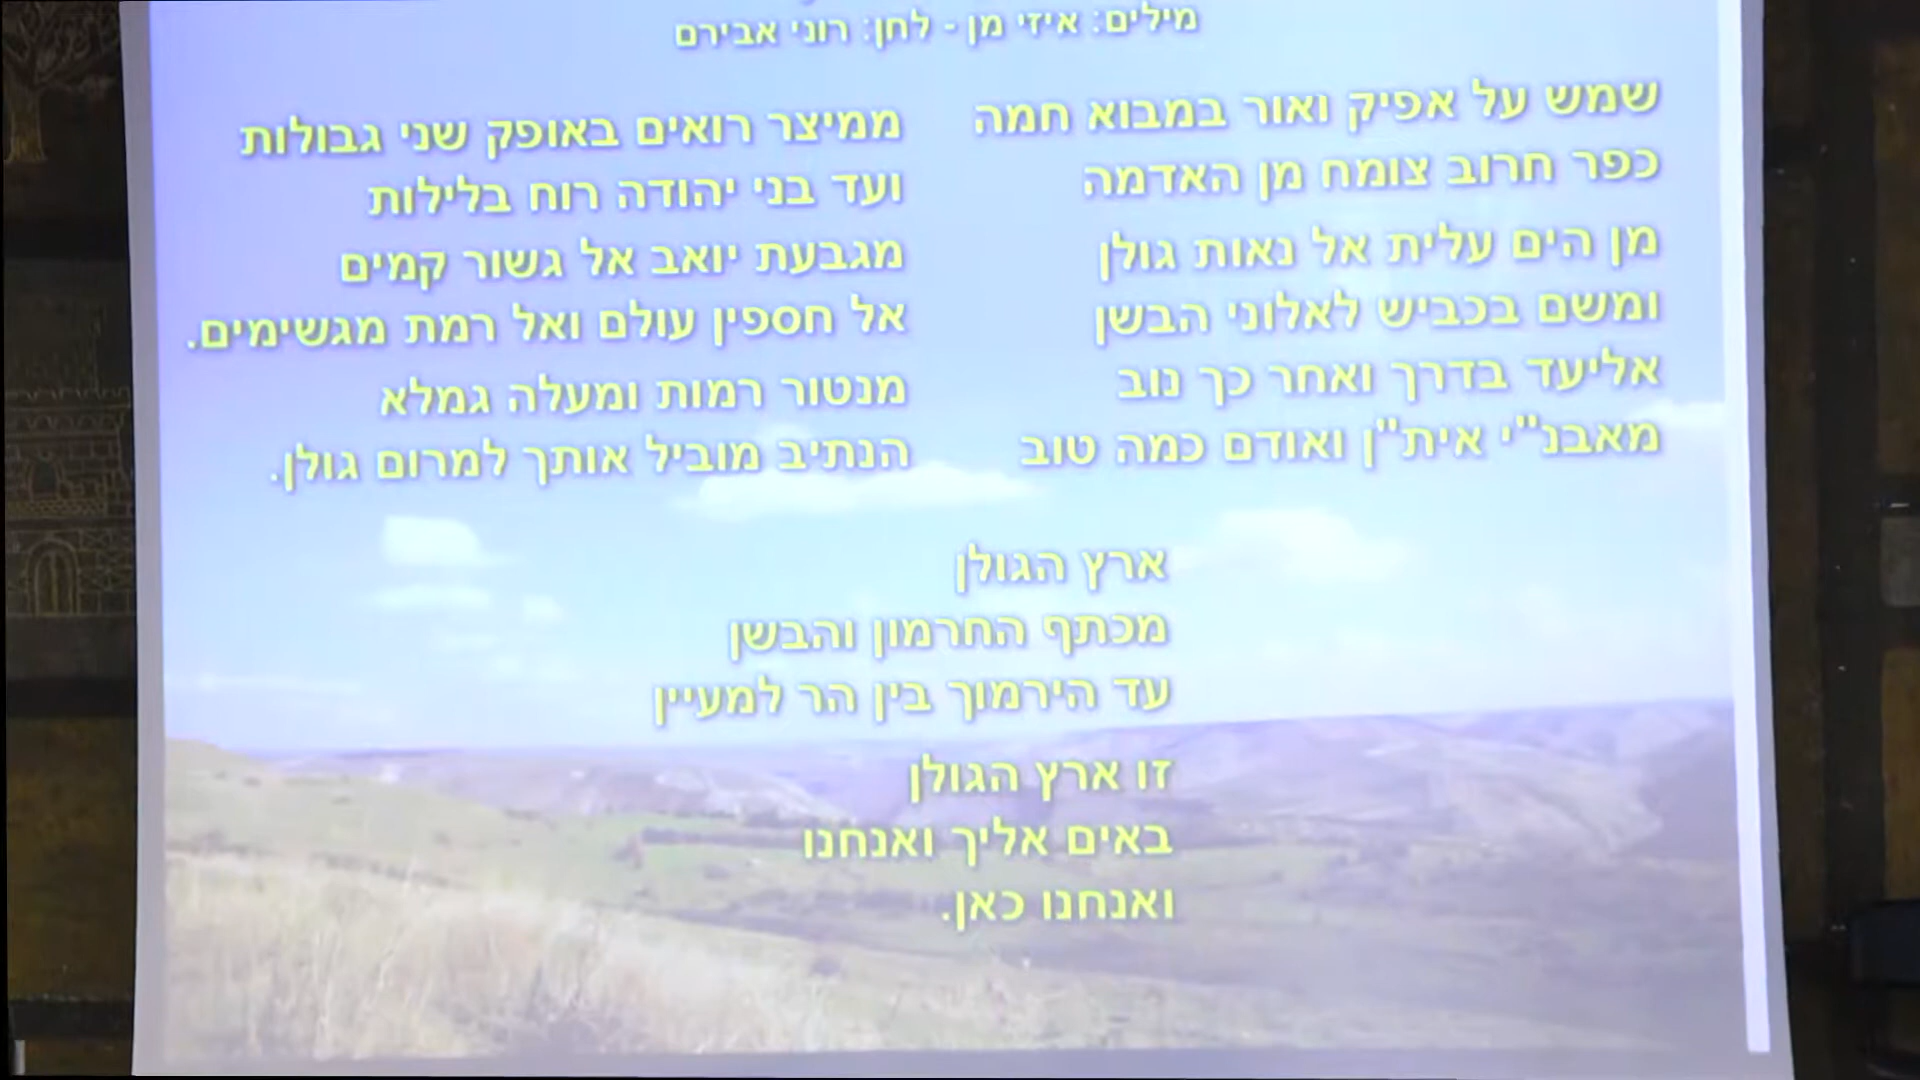 מילים: איזי מן - לחן: רוני אבירם
שמש על אפיק ואור במבוא חמה
כפר חרוב צומח מן האדמה
מן הים עלית אל נאות גולן
ומשם בכביש לאלוני הבשן
אליעד בדרך ואחר כך נוב
מאבנ"י אית"ן ואודם כמה טוב
ממיצר רואים באופק שני גבולות
ועד בני יהודה רוח בלילות
מגבעת יואב אל גשור קמים
אל חספין עולם ואל רמת מגשימים.
מנטור רמות ומעלה גמלא
הנתיב מוביל אותך למרום גולן.
ארץ הגולן
מכתף החרמון והבשן
עד הירמוך בין הר למעיין
זו ארץ הגולן
באים אליך ואנחנו
ואנחנו כאן.